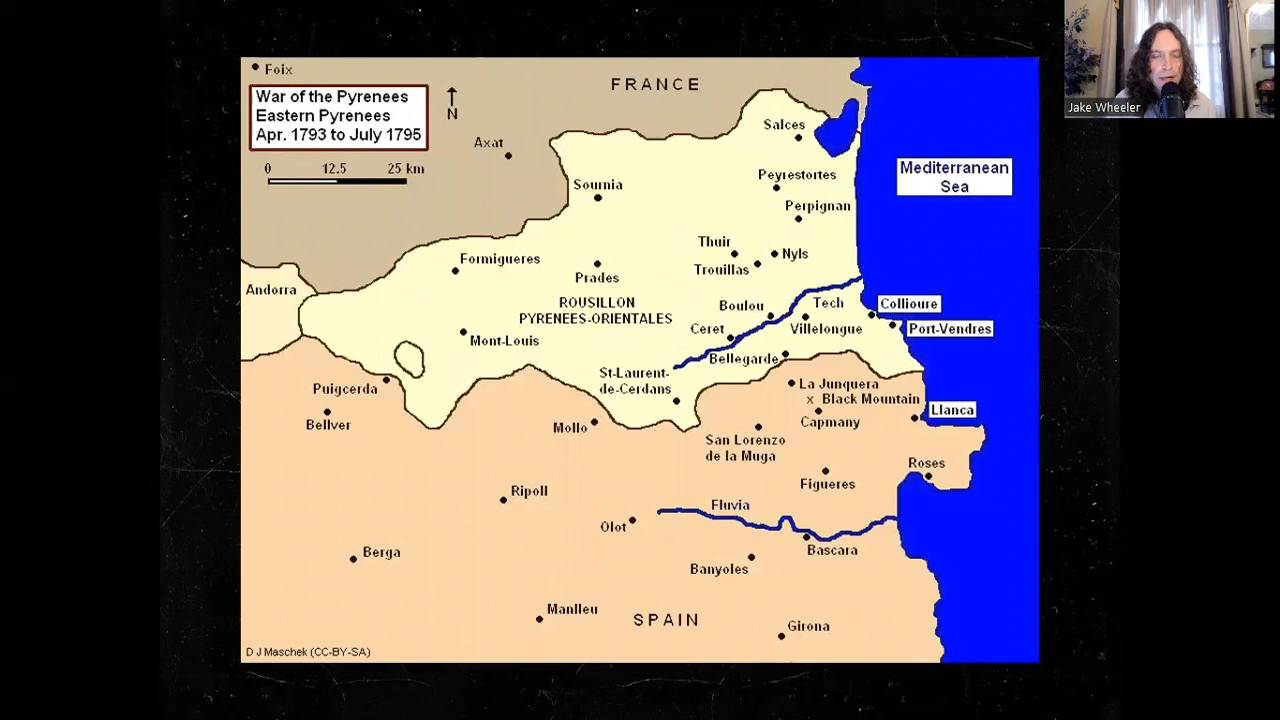 Jake Wheeler
Foix
War of the Pyrenees
Eastern Pyrenees
Apr. 1793 to July 1795
N
FRANCE
0 12.5 25 km
Axat
Salces
Mediterranean
Sea
Peyrestortes
Sournia
Perpignan
Thuir
Nyls
Trouillas
Formigueres
Prades
Andorra
ROUSILLON
PYRENEES-ORIENTALES
Boulou
Tech
Collioure
Ceret
Villelongue
Port-Vendres
Mont-Louis
Bellegarde
St-Laurent-
de-Cerdans
Puigcerda
La Junquera
x Black Mountain
Llanca
Bellver
Mollo
Capmany
San Lorenzo
de la Muga
Roses
Figueres
Ripoll
Fluvia
Olot
Bascara
Berga
Banyoles
Manlleu
SPAIN
Girona
D J Maschek (CC-BY-SA)